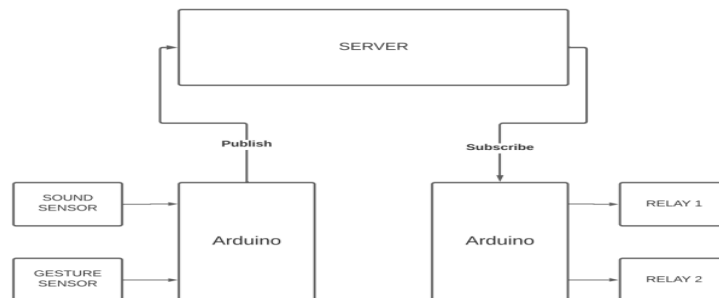 SERVER
Publish
Subscribe
SOUND
SENSOR
Arduino
Arduino
RELAY 1
GESTURE
SENSOR
RELAY 2